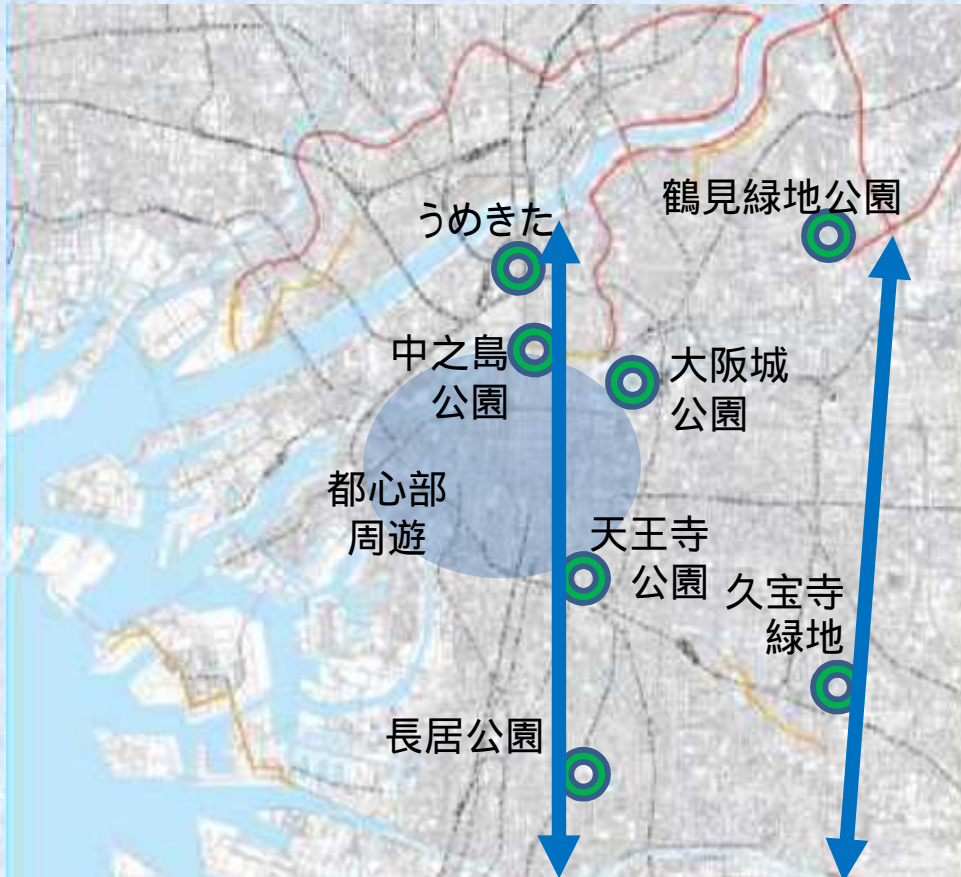 鶴見緑地公園
うめきた
中之島
公園
大阪城
公園
都心部
周遊
天王寺
公園
久宝寺
緑地
長居公園